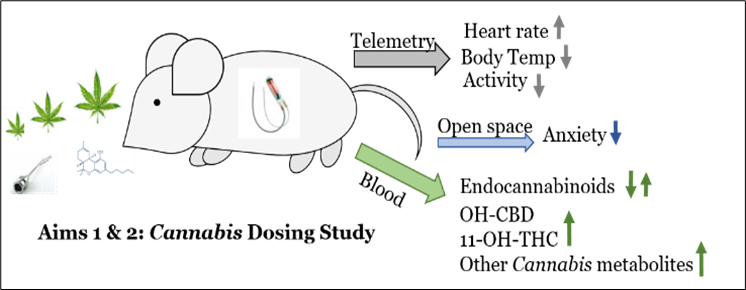 Telemetry
Heart rate
Body Temp
Activity
Open space
Anxiety
Blood
Endocannabinoids
OH-CBD
11-OH-THC
Other Cannabis metabolites
Aims 1 & 2: Cannabis Dosing Study